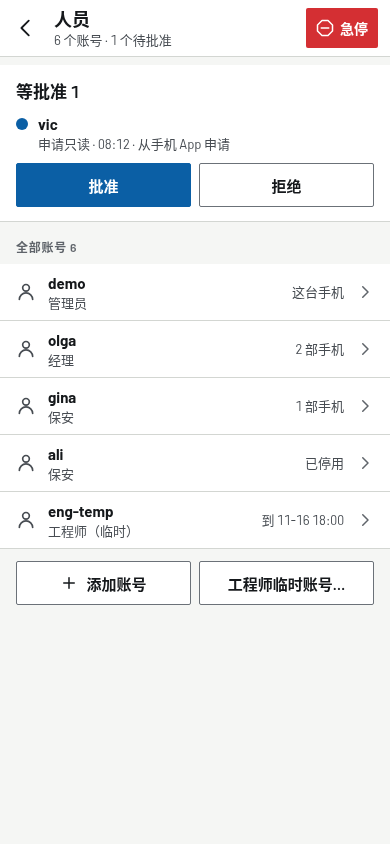 人员
6 个账号 · 1 个待批准
急停
等批准 1
vic
申请只读 · 08:12 · 从手机 App 申请
批准
拒绝
全部账号 6
demo
管理员
这台手机
olga
经理
2 部手机
gina
保安
1 部手机
ali
保安
已停用
eng-temp
工程师（临时）
到 11-16 18:00
添加账号
工程师临时账号...